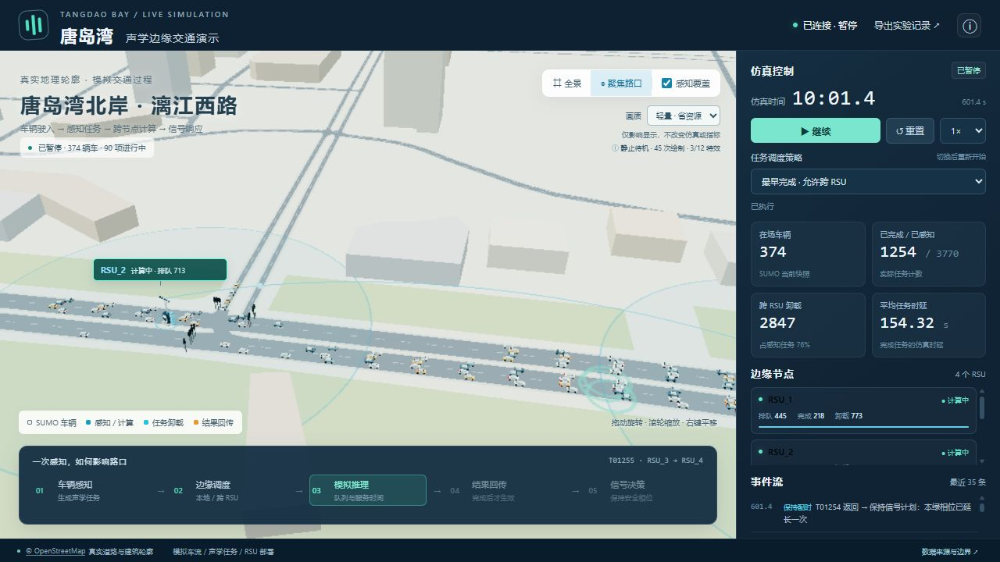 TANGDAO BAY / LIVE SIMULATION
唐岛湾 声学边缘交通演示
已连接 · 暂停
导出实验记录 ↗
真实地理轮廓 · 模拟交通过程
唐岛湾北岸 · 漓江西路
车辆驶入 → 感知任务 → 跨节点计算 → 信号响应
已暂停 · 374 辆车 · 90 项进行中
全景
聚焦路口
感知覆盖
画质 轻量 · 省资源
仅影响显示，不改变仿真或指标
ⓘ 静止待机 · 45 次绘制 · 3/12 特效
RSU_2 计算中 · 排队 713
SUMO 车辆
感知 / 计算
任务卸载
结果回传
拖动旋转 · 滚轮缩放 · 右键平移
一次感知，如何影响路口
T01255 · RSU_3 → RSU_4
01 车辆感知
生成声学任务
→
02 边缘调度
本地 / 跨 RSU
→
03 模拟推理
队列与服务时间
→
04 结果回传
完成后才生效
→
05 信号决策
保持安全相位
仿真控制
已暂停
仿真时间 10:01.4
601.4 s
▶ 继续
↺ 重置
1×
任务调度策略
切换后重新开始
最早完成 · 允许跨 RSU
已执行
在场车辆
374
SUMO 当前快照
已完成 / 已感知
1254 / 3770
实际任务计数
跨 RSU 卸载
2847
占感知任务 76%
平均任务时延
154.32 s
完成任务的仿真时延
边缘节点
4 个 RSU
RSU_1
计算中
排队 445 完成 218 卸载 773
RSU_2
计算中
事件流
最近 35 条
601.4 保持配时 T01254 返回 → 保持信号计划：本绿相位已延
长一次
© OpenStreetMap 真实道路与建筑轮廓
模拟车流 / 声学任务 / RSU 部署
数据来源与边界 ↗